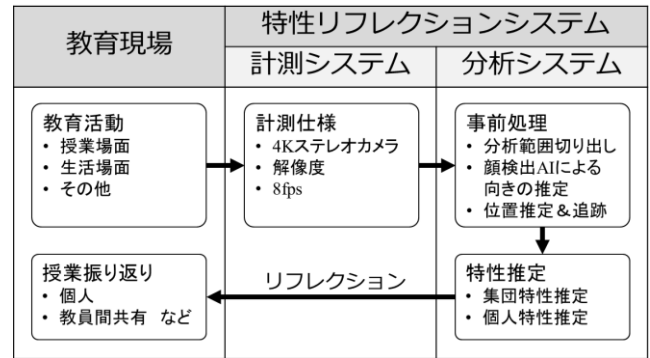 教育現場
特性リフレクションシステム
計測システム
分析システム
教育活動
• 授業場面
• 生活場面
• その他
計測仕様
• 4Kステレオカメラ
• 解像度
• 8fps
事前処理
• 分析範囲切り出し
• 顔検出AIによる
向きの推定
• 位置推定＆追跡
授業振り返り
• 個人
• 教員間共有 など
リフレクション
特性推定
• 集団特性推定
• 個人特性推定